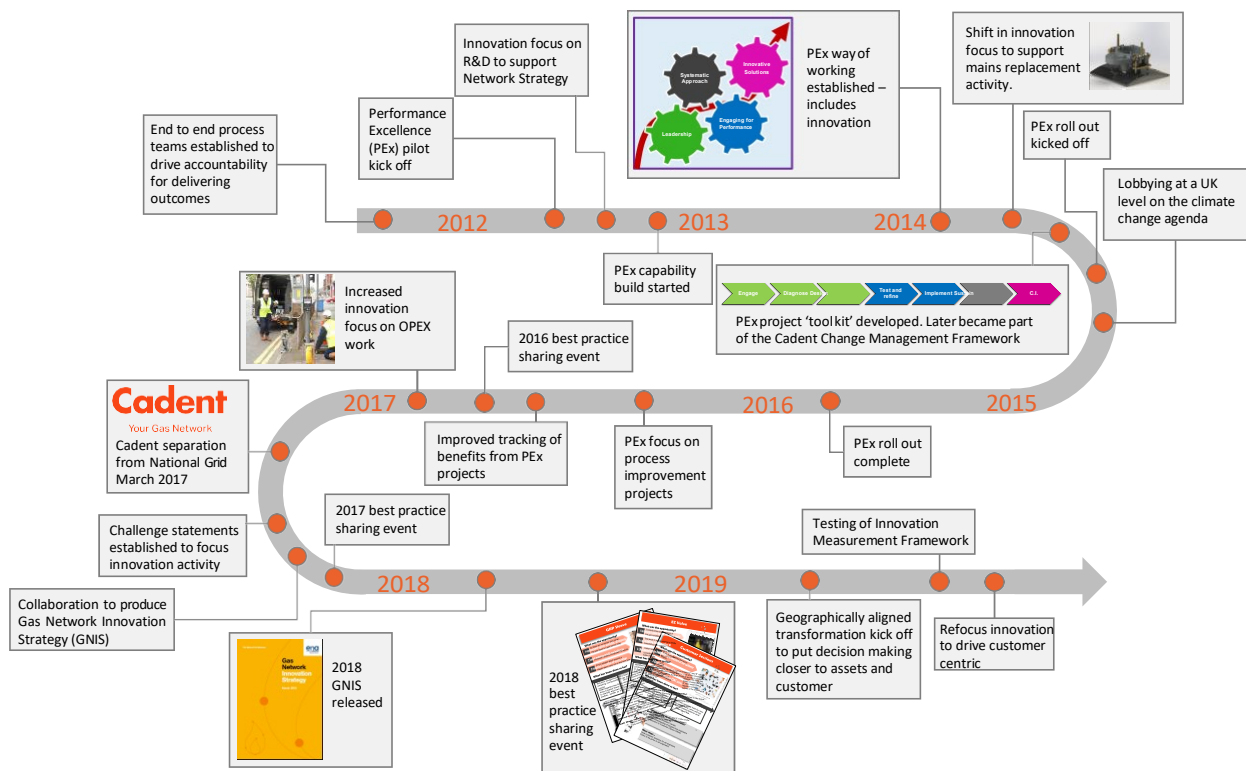 Innovation focus on
R&D to support
Network Strategy
Systematic
Approach
Innovative
Solutions
Leadership
Engaging for
Performance
PEx way of
working
established –
includes
innovation
Shift in innovation
focus to support
mains replacement
activity.
Performance
Excellence
(PEx) pilot
kick off
End to end process
teams established to
drive accountability
for delivering
outcomes
PEx roll out
kicked off
Lobbying at a UK
level on the climate
change agenda
2012
2013
2014
PEx capability
build started
Engage
Diagnose Design
Test and
refine
Implement Sustain
C.I.
PEx project ‘tool kit’ developed. Later became part
of the Cadent Change Management Framework
Increased
innovation
focus on OPEX
work
2016 best practice
sharing event
2017
2016
2015
Cadent
Your Gas Network
Cadent separation
from National Grid
March 2017
Improved tracking of
benefits from PEx
projects
PEx focus on
process
improvement
projects
PEx roll out
complete
2017 best practice
sharing event
Challenge statements
established to focus
innovation activity
Testing of Innovation
Measurement Framework
2018
2019
Collaboration to produce
Gas Network Innovation
Strategy (GNIS)
ena
Gas
Network
Innovation
Strategy
2018
GNIS
released
2018
best
practice
sharing
event
Geographically aligned
transformation kick off
to put decision making
closer to assets and
customer
Refocus innovation
to drive customer
centric